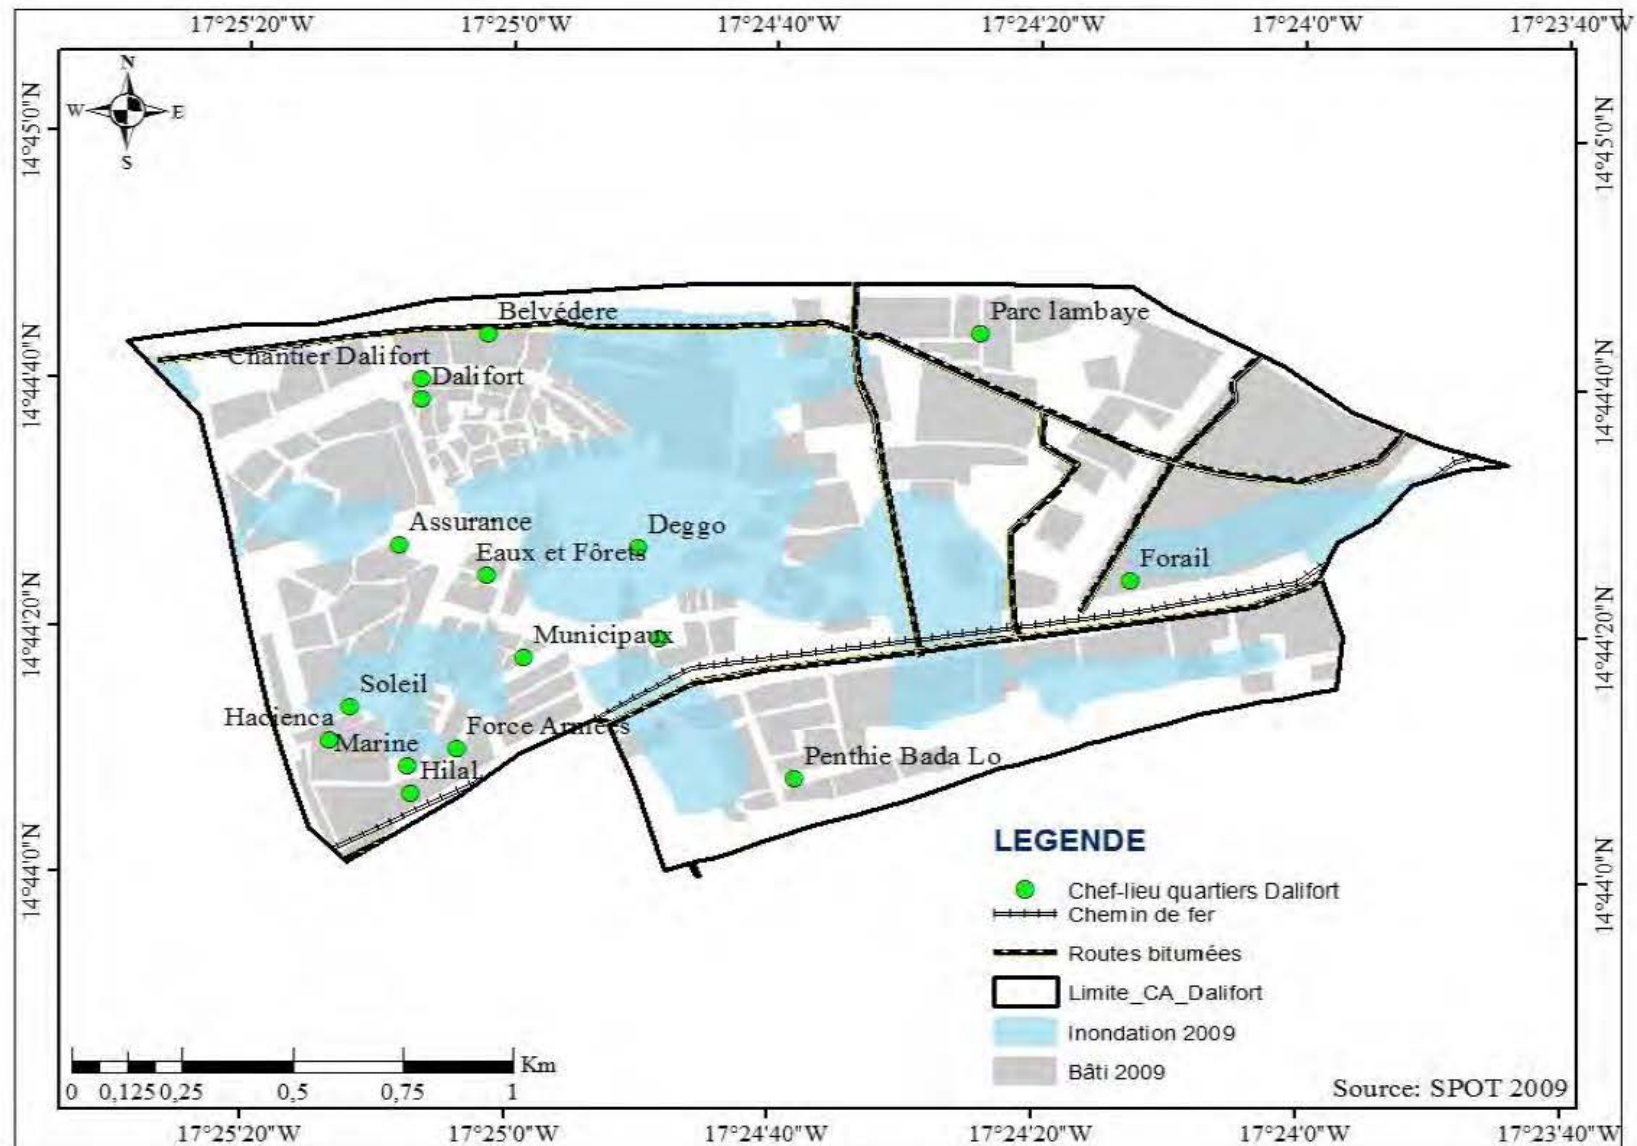 17°25'20"W 17°25'0"W 17°24'40"W 17°24'20"W 17°24'0"W 17°23'40"W
N
W E
S
14°45'0"N
14°45'0"N
Belvédere
Parc lambaye
Chantier Dalifort
Dalifort
14°44'40"N
14°44'40"N
Assurance
Deggo
Eaux et Fôrets
Forail
14°44'20"N
14°44'20"N
Municipaux
Soleil
Hacienca
Force Armées
Marine
Hilal
Penthie Bada Lo
14°44'0"N
14°44'0"N
LEGENDE
Chef-lieu quartiers Dalifort
Chemin de fer
Routes bitumées
Limite_CA_Dalifort
Inondation 2009
Bâti 2009
Km
0 0,125 0,25 0,5 0,75 1
Source: SPOT 2009
17°25'20"W 17°25'0"W 17°24'40"W 17°24'20"W 17°24'0"W 17°23'40"W